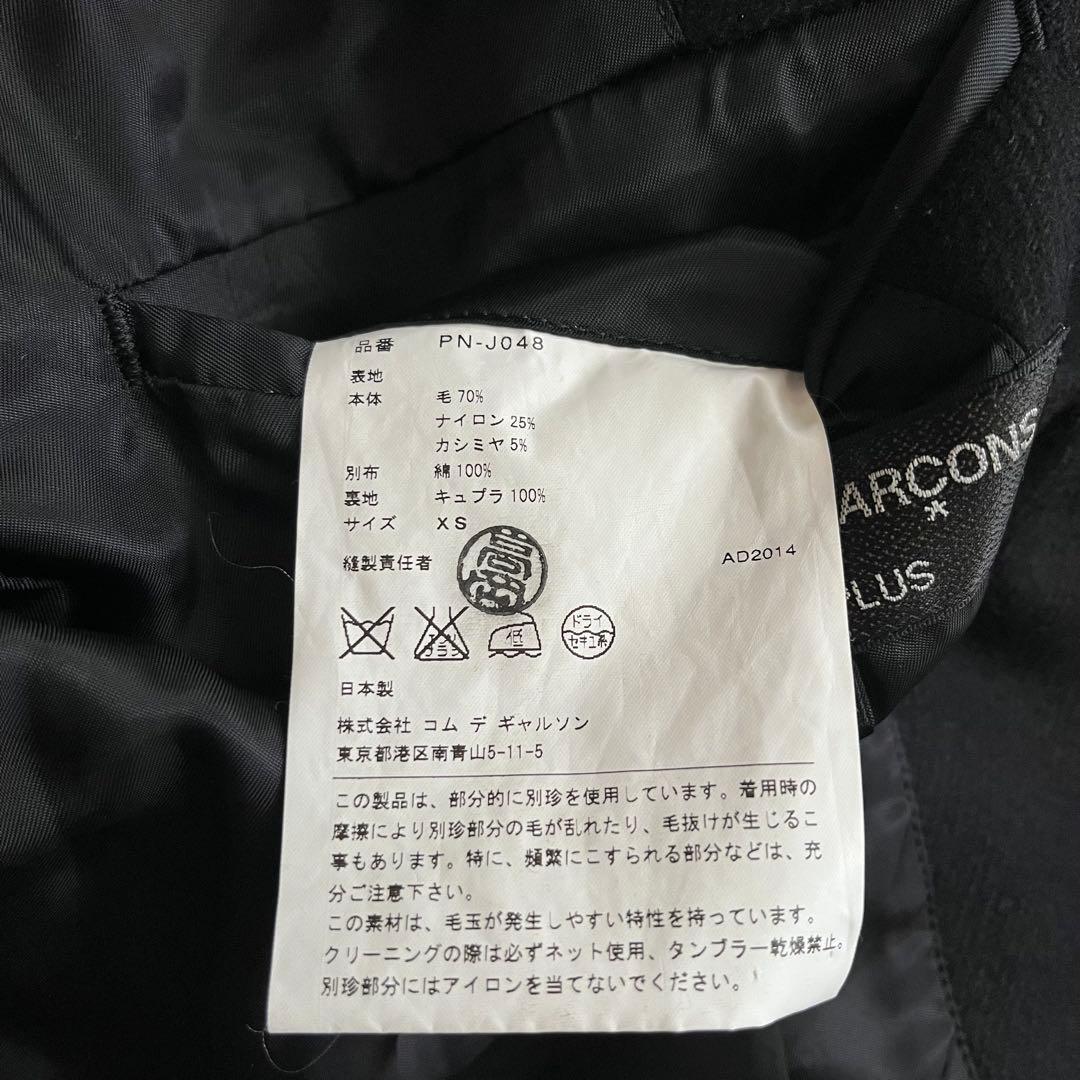 品番 PN-J048
表地
本体 毛 70%
ナイロン 25%
カシミヤ 5%
別布 綿 100%
裏地 キュプラ 100%
サイズ XS
縫製責任者
AD2014
エンソ サラシ
低
ドライ
セキユ系
日本製
株式会社 コム デ ギャルソン
東京都港区南青山5-11-5
この製品は、部分的に別珍を使用しています。着用時の
摩擦により別珍部分の毛が乱れたり、毛抜けが生じるこ
事もあります。特に、頻繁にこすられる部分などは、充
分ご注意下さい。
この素材は、毛玉が発生しやすい特性を持っています。
クリーニングの際は必ずネット使用、タンブラー乾燥禁止。
別珍部分にはアイロンを当てないでください。
ARÇONS
PLUS